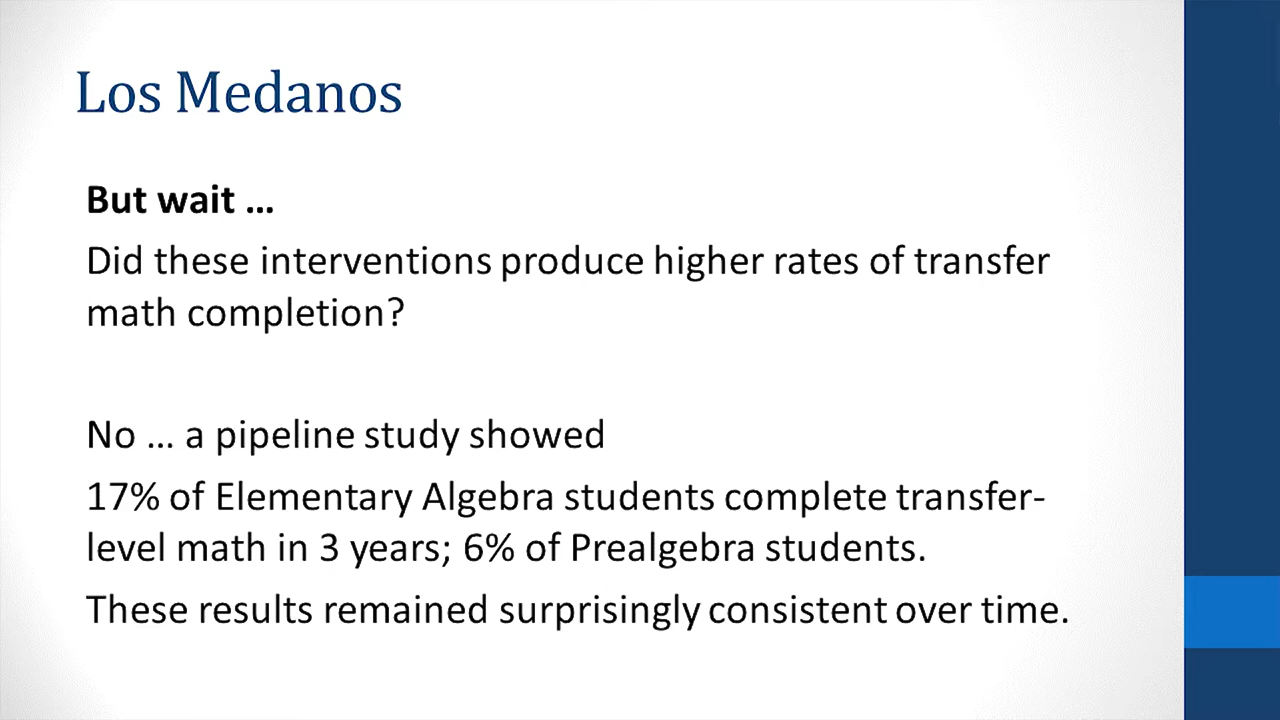 Los Medanos
But wait …
Did these interventions produce higher rates of transfer
math completion?
No … a pipeline study showed
17% of Elementary Algebra students complete transfer-
level math in 3 years; 6% of Prealgebra students.
These results remained surprisingly consistent over time.